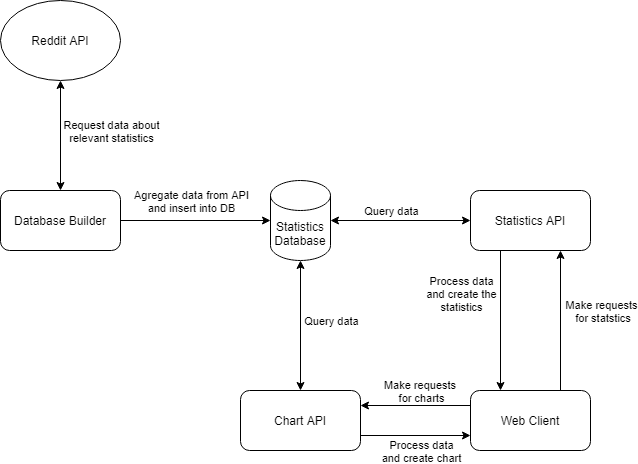 Reddit API
Request data about
relevant statistics
Database Builder
Agregate data from API
and insert into DB
Statistics
Database
Query data
Statistics API
Process data
and create the
statistics
Make requests
for statstics
Query data
Chart API
Make requests
for charts
Process data
and create chart
Web Client